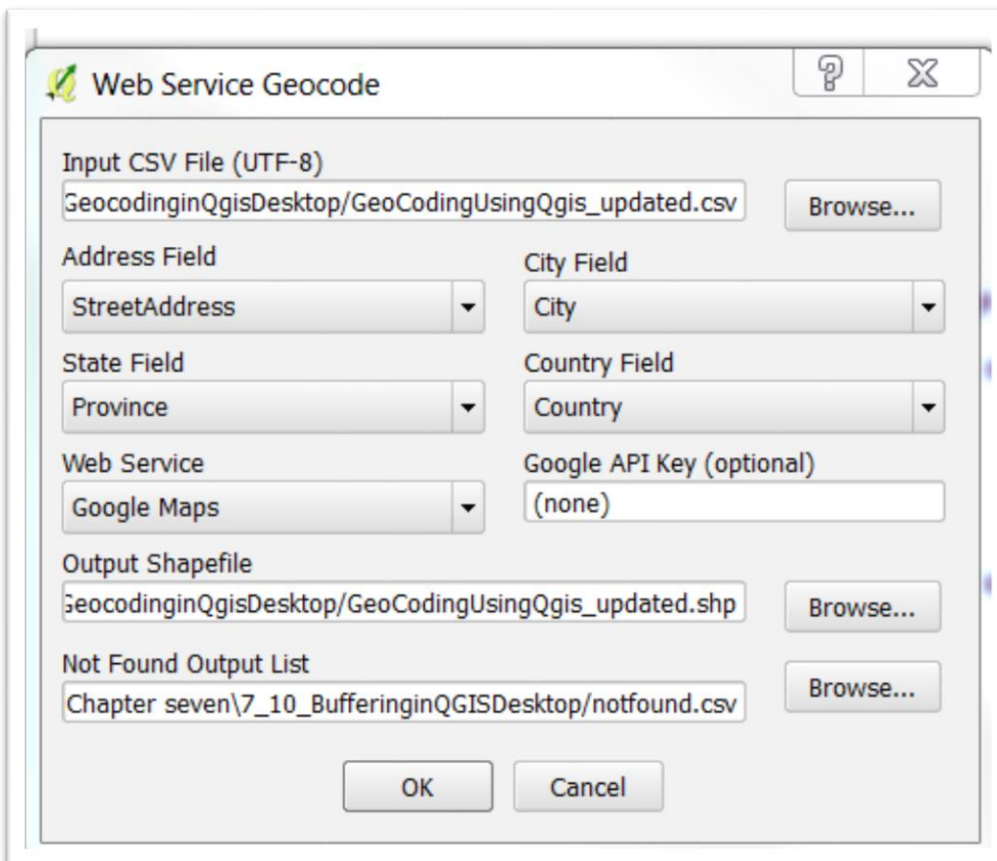 Web Service Geocode
Input CSV File (UTF-8)
GeocodinginQgisDesktop/GeoCodingUsingQgis_updated.csv
Browse...
Address Field
City Field
StreetAddress
City
State Field
Country Field
Province
Country
Web Service
Google API Key (optional)
Google Maps
(none)
Output Shapefile
GeocodinginQgisDesktop/GeoCodingUsingQgis_updated.shp
Browse...
Not Found Output List
Chapter seven\7_10_BufferinginQGISDesktop/notfound.csv
Browse...
OK
Cancel